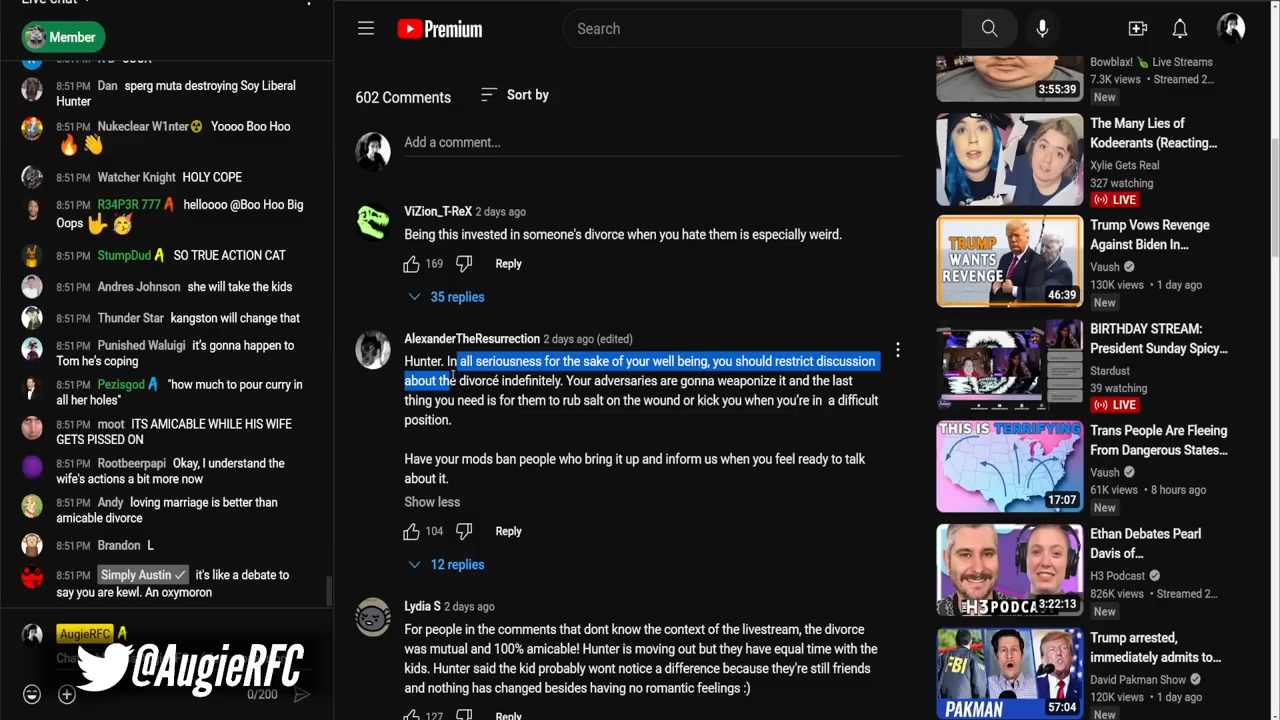 Live chat
Member
8:51 PM Dan sperg muta destroying Soy Liberal
Hunter
8:51 PM Nukeclear W1nter☢ Yoooo Boo Hoo
🔥 👏
8:51 PM Watcher Knight HOLY COPE
8:51 PM R34P3R 777 helloooo @Boo Hoo Big
Oops 🤟 🥳
8:51 PM StumpDud SO TRUE ACTION CAT
8:51 PM Andres Johnson she will take the kids
8:51 PM Thunder Star kangston will change that
8:51 PM Punished Waluigi it's gonna happen to
Tom he's coping
8:51 PM Pezisgod "how much to pour curry in
all her holes"
8:51 PM moot ITS AMICABLE WHILE HIS WIFE
GETS PISSED ON
8:51 PM Rootbeerpapi Okay, I understand the
wife's actions a bit more now
8:51 PM Andy loving marriage is better than
amicable divorce
8:51 PM Brandon L
8:51 PM Simply Austin ✓ it's like a debate to
say you are kewl. An oxymoron
AugieRFC
@AugieRFC
0/200
Premium
Search
602 Comments
Sort by
Add a comment...
ViZion_T-ReX 2 days ago
Being this invested in someone's divorce when you hate them is especially weird.
169
Reply
35 replies
AlexanderTheResurrection 2 days ago (edited)
Hunter. In all seriousness for the sake of your well being, you should restrict discussion
about the divorcé indefinitely. Your adversaries are gonna weaponize it and the last
thing you need is for them to rub salt on the wound or kick you when you're in a difficult
position.
Have your mods ban people who bring it up and inform us when you feel ready to talk
about it.
Show less
104
Reply
12 replies
Lydia S 2 days ago
For people in the comments that dont know the context of the livestream, the divorce
was mutual and 100% amicable! Hunter is moving out but they have equal time with the
kids. Hunter said the kid probably wont notice a difference because they're still friends
and nothing has changed besides having no romantic feelings :)
127
Reply
3:55:39
Bowblax! Live Streams
7.3K views • Streamed 2...
New
The Many Lies of
Kodeerants (Reacting...
Xylie Gets Real
327 watching
LIVE
TRUMP
WANTS
REVENGE
46:39
Trump Vows Revenge
Against Biden In...
Vaush
130K views • 1 day ago
New
BIRTHDAY STREAM:
President Sunday Spicy...
Stardust
39 watching
LIVE
THIS IS TERRIFYING
17:07
Trans People Are Fleeing
From Dangerous States...
Vaush
61K views • 8 hours ago
New
H3 PODCAST
3:22:13
Ethan Debates Pearl
Davis of...
H3 Podcast
826K views • Streamed 2...
New
FBI
PAKMAN
57:04
Trump arrested,
immediately admits to...
David Pakman Show
120K views • 1 day ago
New